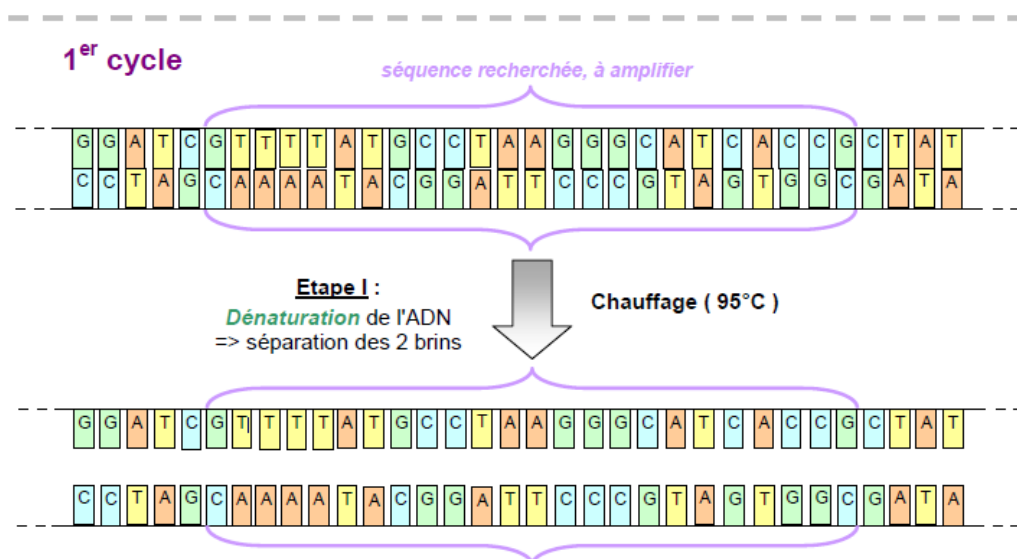 1er cycle
séquence recherchée, à amplifier
G G A T C G T T T T A T G C C T A A G G G C A T C A C C G C T A T
C C T A G C A A A A T A C G G A T T C C C G T A G T G G C G A T A
Etape I :
Dénaturation de l'ADN
=> séparation des 2 brins
Chauffage ( 95°C )
G G A T C G T T T T A T G C C T A A G G G C A T C A C C G C T A T
C C T A G C A A A A T A C G G A T T C C C G T A G T G G C G A T A